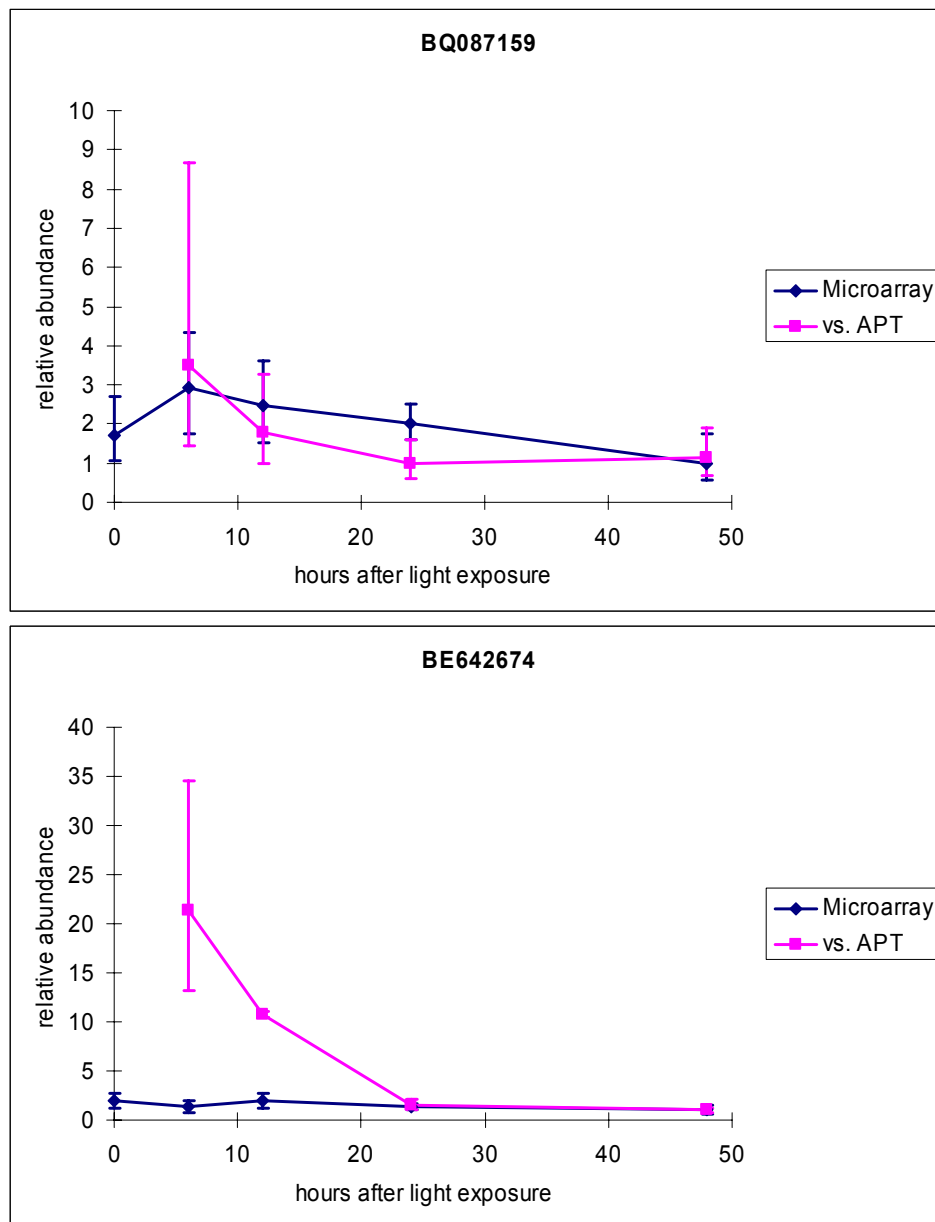 BQ087159
10
9
8
7
6
5
4
3
2
1
0
relative abundance
0 10 20 30 40 50
hours after light exposure
Microarray
vs. APT
BE642674
40
35
30
25
20
15
10
5
0
relative abundance
0 10 20 30 40 50
hours after light exposure
Microarray
vs. APT